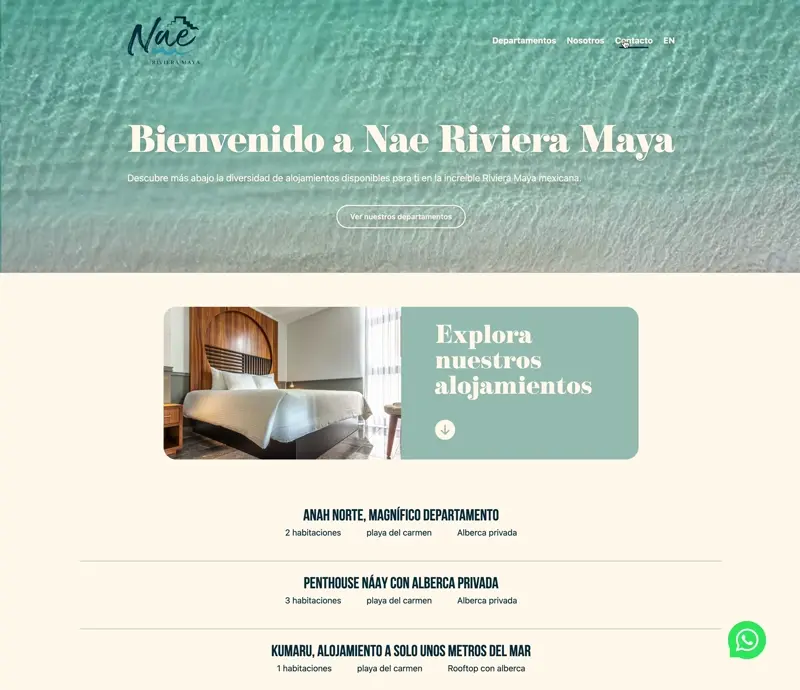 Nae
RIVIERA MAYA
Departamentos Nosotros Contacto EN
Bienvenido a Nae Riviera Maya
Descubre más abajo la diversidad de alojamientos disponibles para ti en la increíble Riviera Maya mexicana.
Ver nuestros departamentos
Explora
nuestros
alojamientos
ANAH NORTE, MAGNÍFICO DEPARTAMENTO
2 habitaciones playa del carmen Alberca privada
PENTHOUSE NÁAY CON ALBERCA PRIVADA
3 habitaciones playa del carmen Alberca privada
KUMARU, ALOJAMIENTO A SOLO UNOS METROS DEL MAR
1 habitaciones playa del carmen Rooftop con alberca